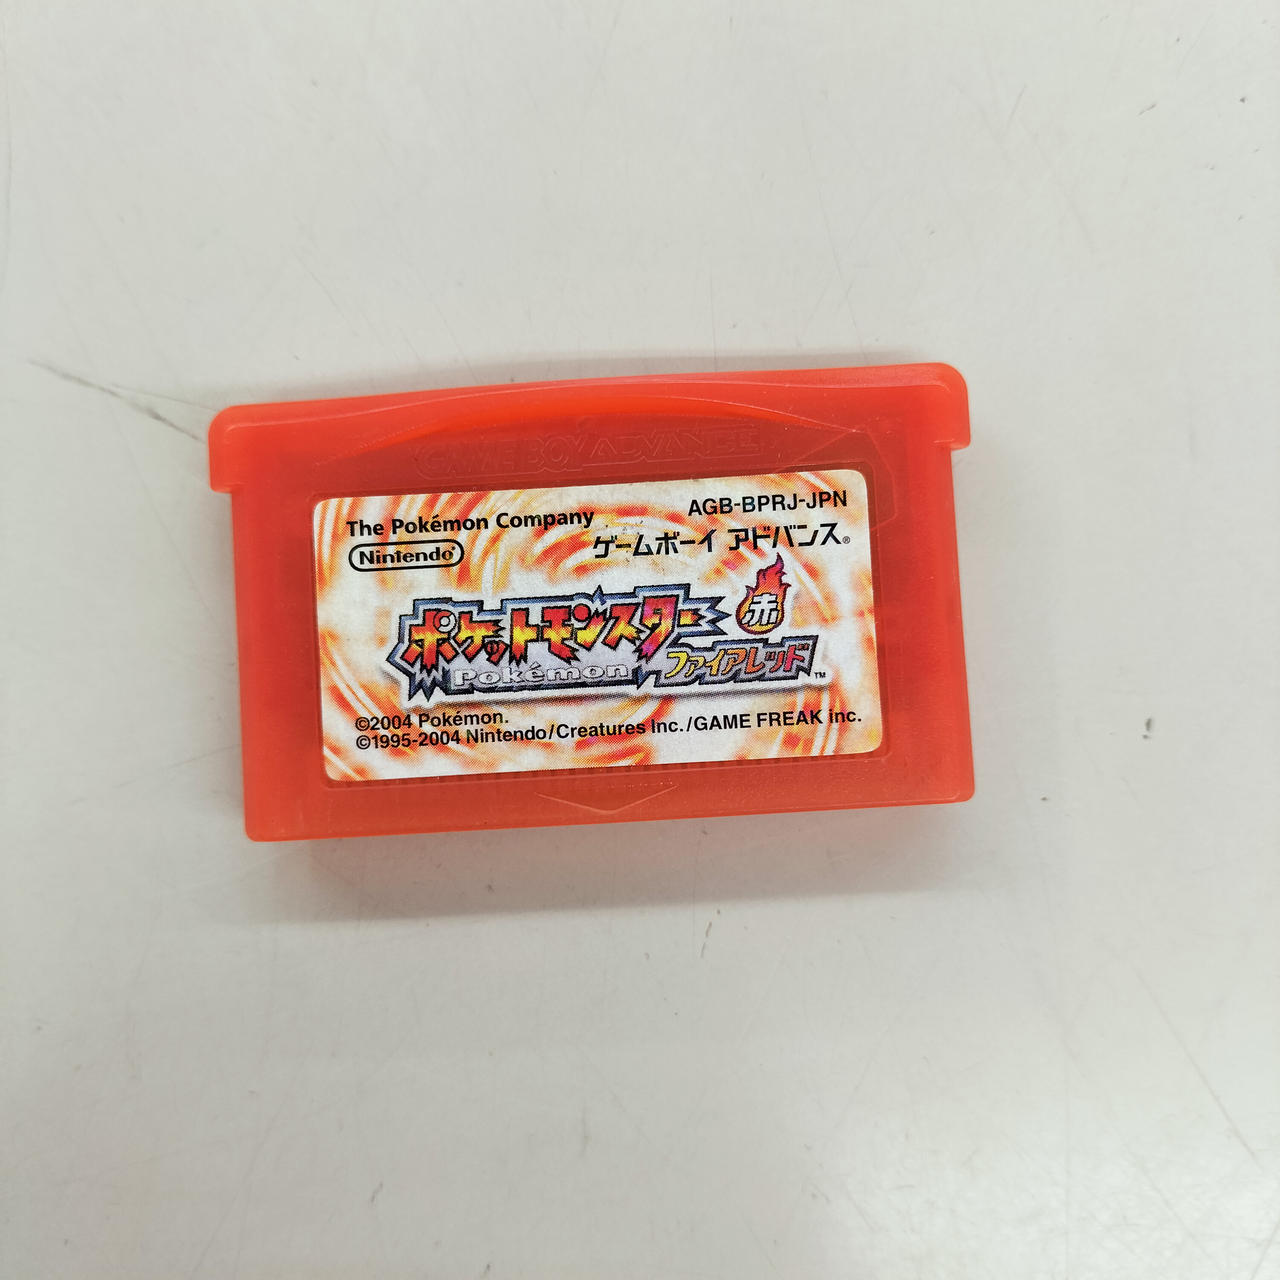 GAME BOY ADVANCE
The Pokémon Company
AGB-BPRJ-JPN
Nintendo®
ゲームボーイ アドバンス®
ポケットモンスター
赤
Pokémon
ファイアレッド™
©2004 Pokémon.
©1995-2004 Nintendo/Creatures Inc./GAME FREAK inc.